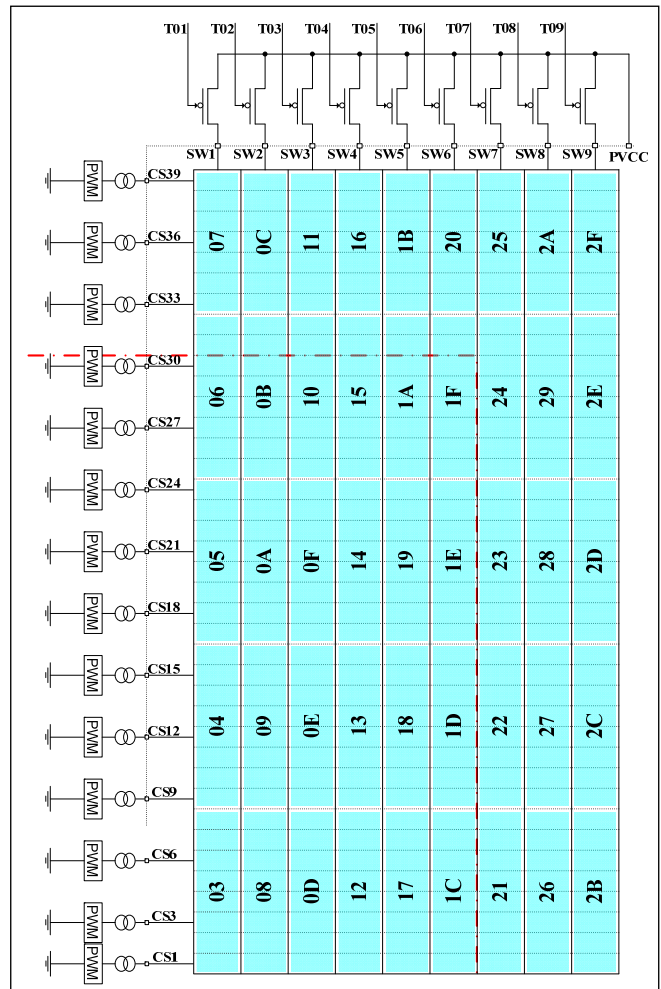 T01 T02 T03 T04 T05 T06 T07 T08 T09
SW1 SW2 SW3 SW4 SW5 SW6 SW7 SW8 SW9 PVCC
PWM CS39
PWM CS36 07 0C 11 16 1B 20 25 2A 2F
PWM CS33
PWM CS30
06 0B 10 15 1A 1F 24 29 2E
PWM CS27
PWM CS24
PWM CS21 05 0A 0F 14 19 1E 23 28 2D
PWM CS18
PWM CS15
PWM CS12 04 09 0E 13 18 1D 22 27 2C
PWM CS9
PWM CS6
03 08 0D 12 17 1C 21 26 2B
PWM CS3
PWM CS1